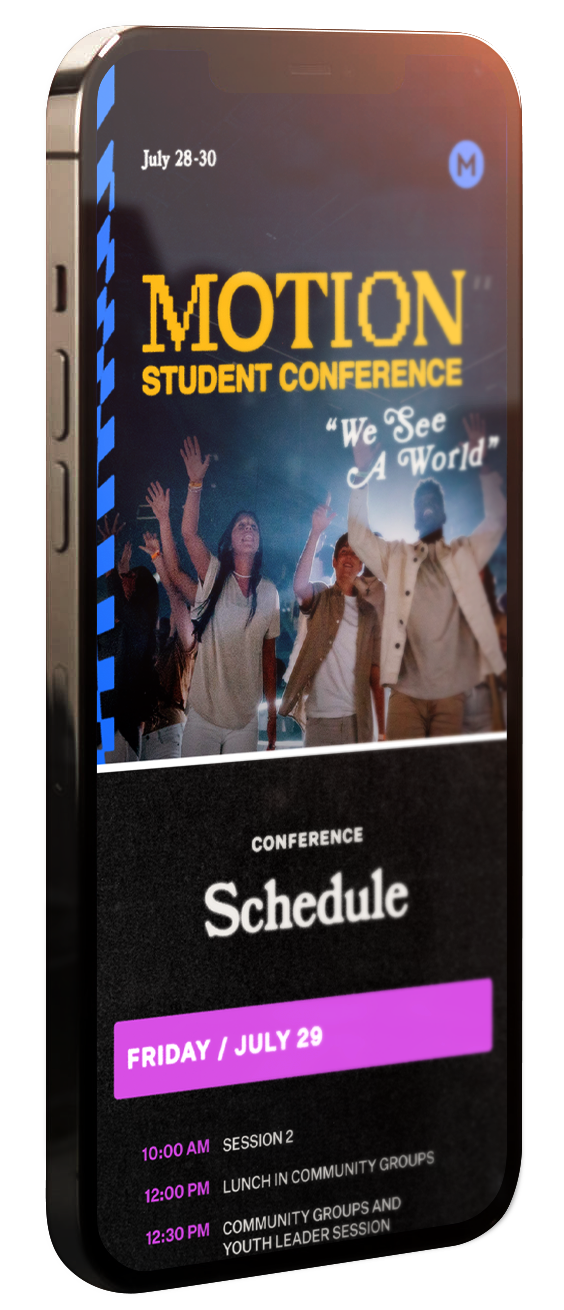 July 28-30
M
MOTION"
STUDENT CONFERENCE
“We See
A World”
CONFERENCE
Schedule
FRIDAY / JULY 29
10:00 AM SESSION 2
12:00 PM LUNCH IN COMMUNITY GROUPS
12:30 PM COMMUNITY GROUPS AND
YOUTH LEADER SESSION